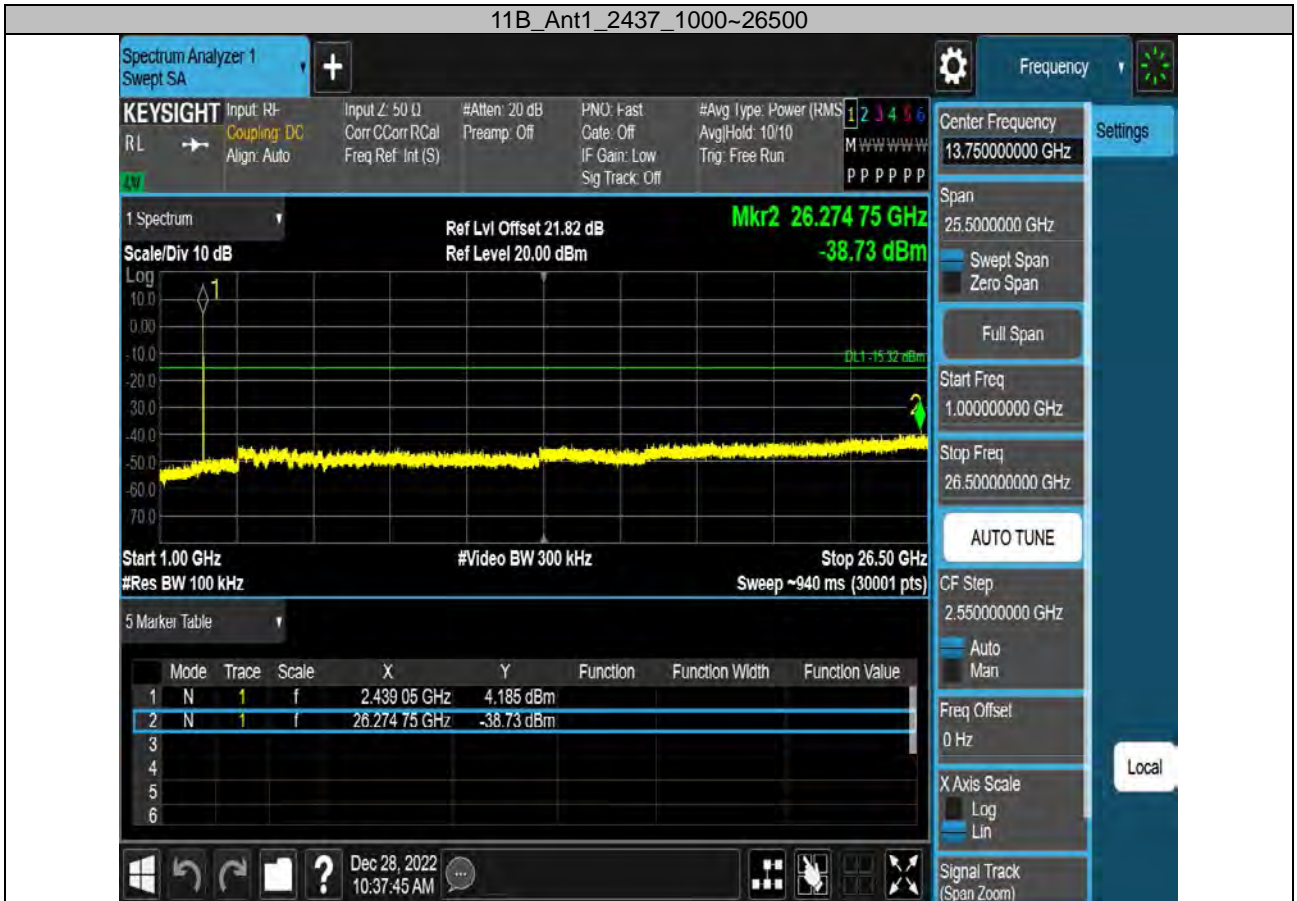 11B_Ant1_2437_1000~26500
Spectrum Analyzer 1
Swept SA
+
Frequency
KEYSIGHT
RL
Input: RF
Coupling: DC
Align: Auto
Input Z: 50 Ω
Corr CCorr RCal
Freq Ref: Int (S)
#Atten: 20 dB
Preamp: Off
PNO: Fast
Gate: Off
IF Gain: Low
Sig Track: Off
#Avg Type: Power (RMS
Avg|Hold: 10/10
Trig: Free Run
1 2 3 4 5 6
M W W W W W
P P P P P P
1 Spectrum
Scale/Div 10 dB
Ref Lvl Offset 21.82 dB
Ref Level 20.00 dBm
Mkr2 26.274 75 GHz
-38.73 dBm
Log
10.0
0.00
-10.0
-20.0
-30.0
-40.0
-50.0
-60.0
-70.0
1
2
DL1 -15.32 dBm
Start 1.00 GHz
#Video BW 300 kHz
Stop 26.50 GHz
#Res BW 100 kHz
Sweep ~940 ms (30001 pts)
5 Marker Table
Mode Trace Scale X Y Function Function Width Function Value
1 N 1 f 2.439 05 GHz 4.185 dBm
2 N 1 f 26.274 75 GHz -38.73 dBm
3
4
5
6
?
Dec 28, 2022
10:37:45 AM
Center Frequency
13.750000000 GHz
Settings
Span
25.5000000 GHz
Swept Span
Zero Span
Full Span
Start Freq
1.000000000 GHz
Stop Freq
26.500000000 GHz
AUTO TUNE
CF Step
2.550000000 GHz
Auto
Man
Freq Offset
0 Hz
Local
X Axis Scale
Log
Lin
Signal Track
(Span Zoom)